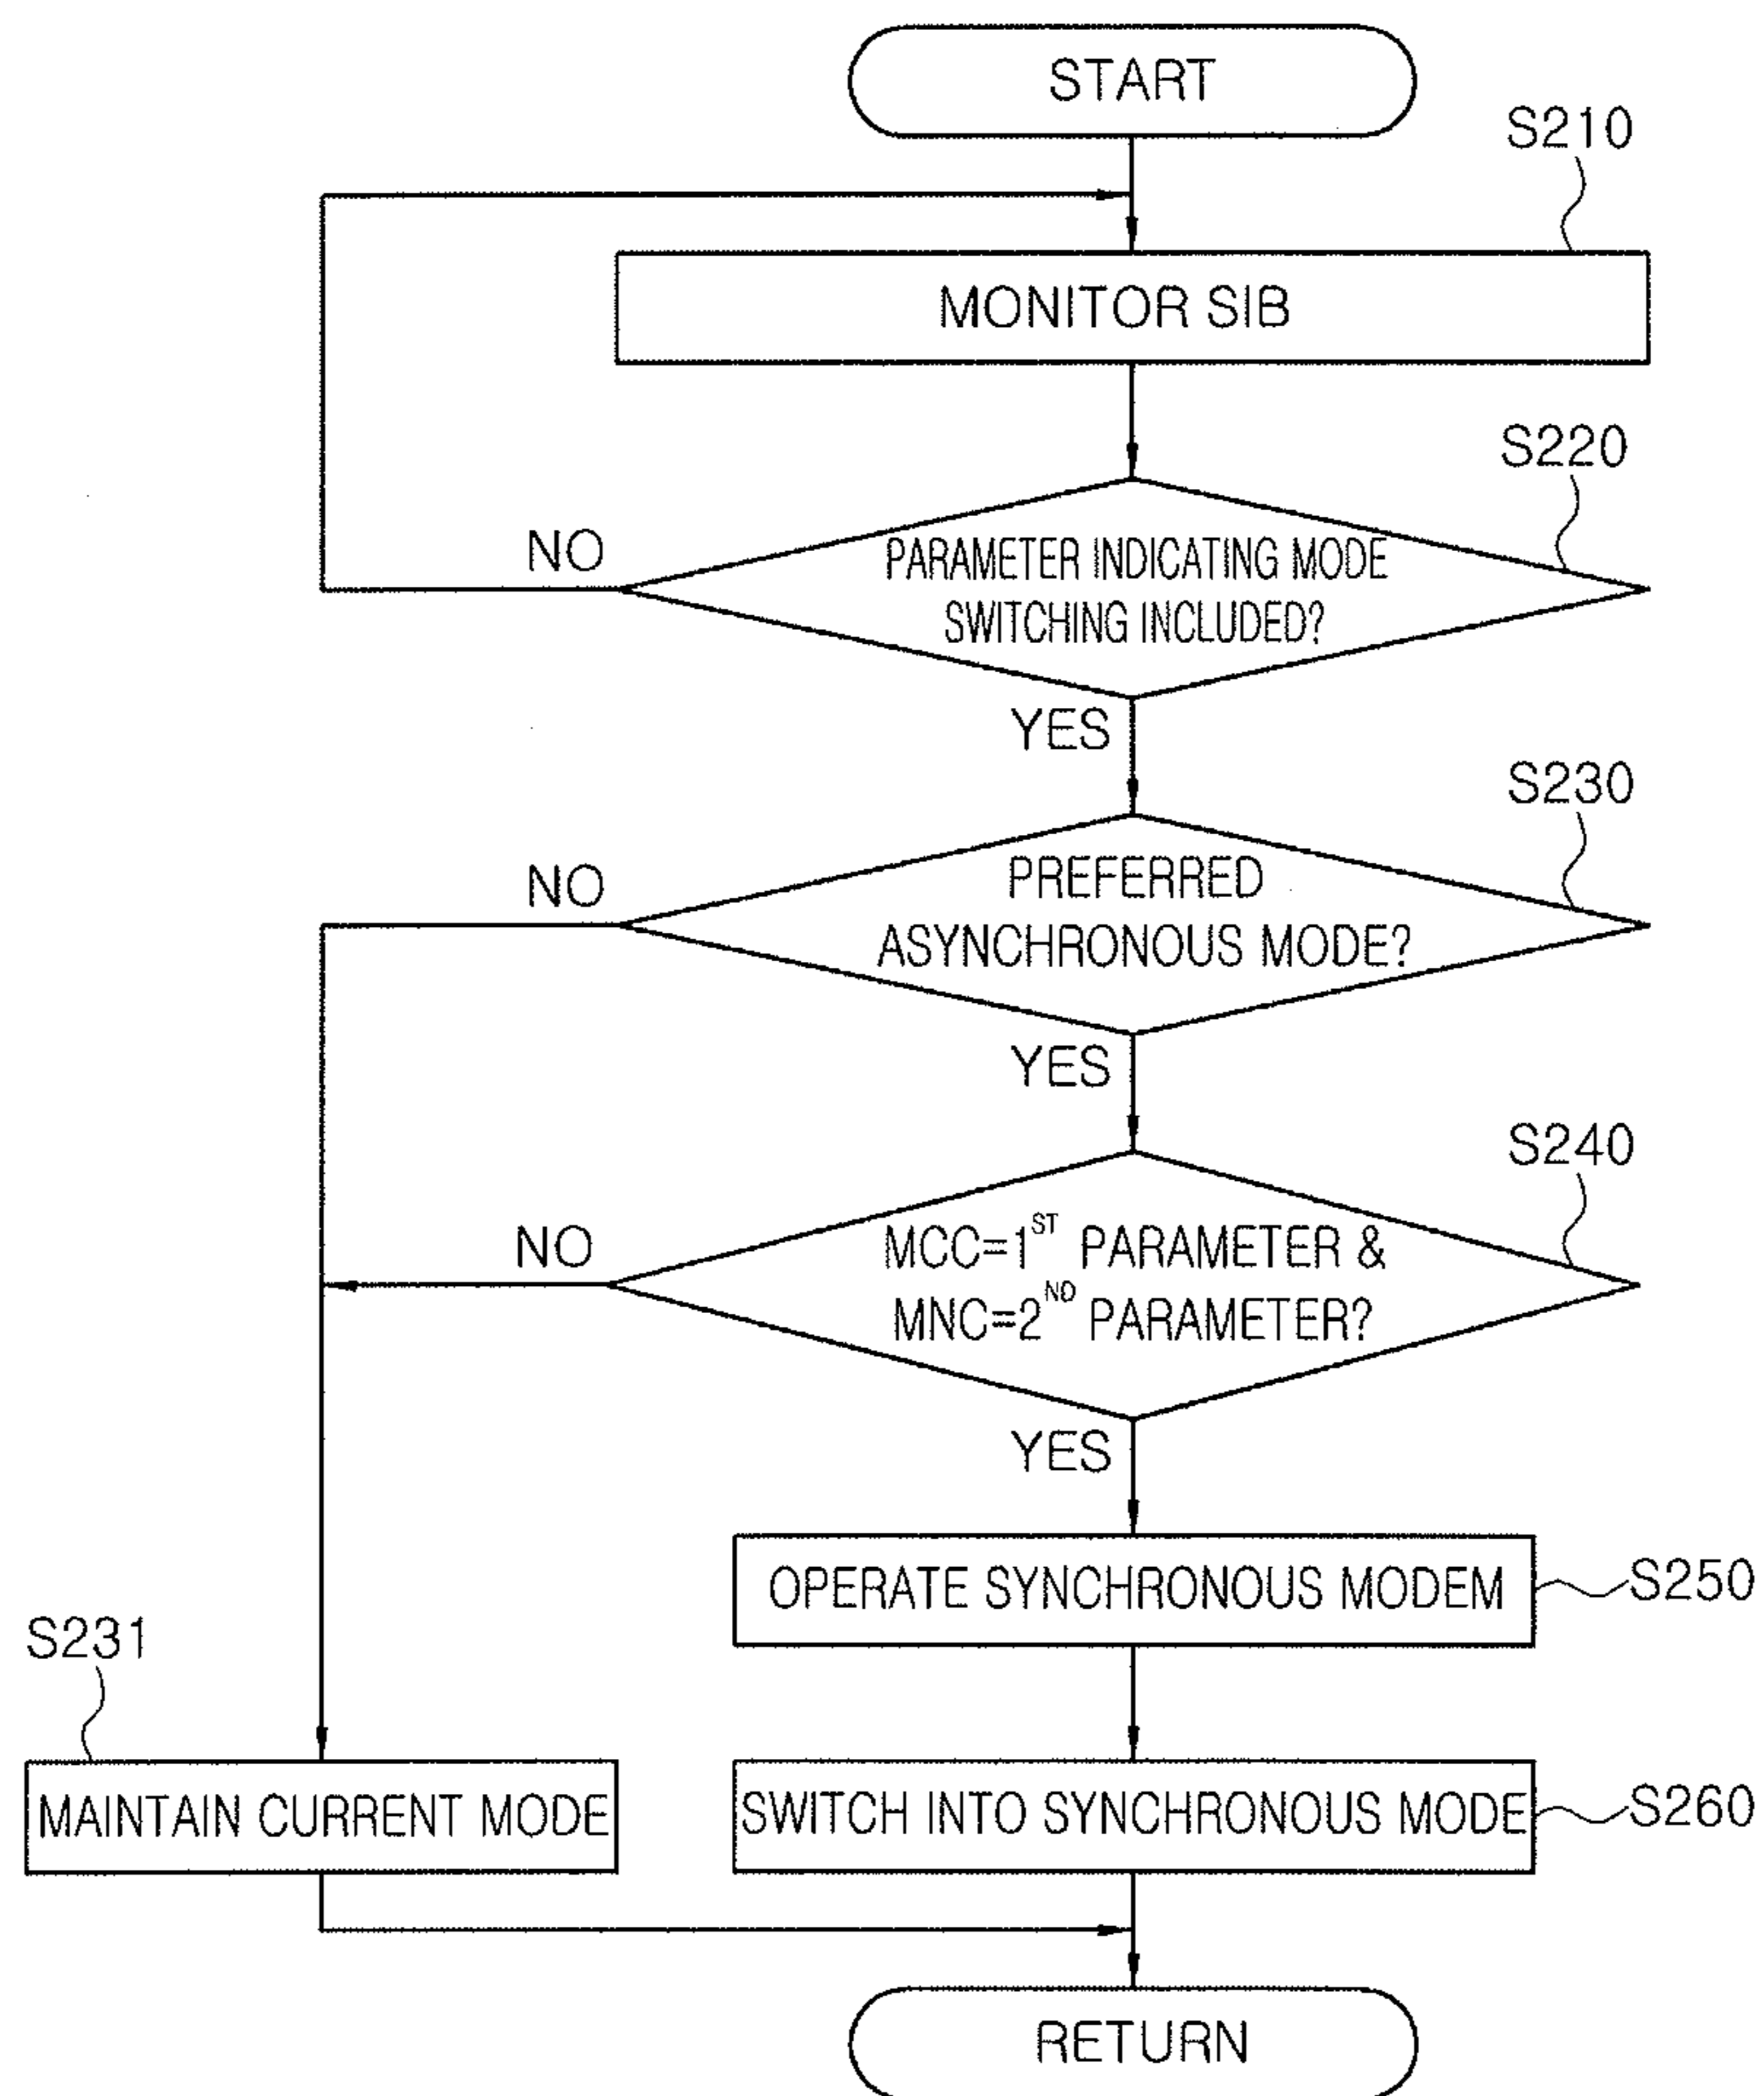 START
S210
MONITOR SIB
S220
NO
PARAMETER INDICATING MODE
SWITCHING INCLUDED?
YES
S230
NO
PREFERRED
ASYNCHRONOUS MODE?
YES
S240
NO
MCC=1ST PARAMETER &
MNC=2ND PARAMETER?
YES
OPERATE SYNCHRONOUS MODEM
S250
S231
MAINTAIN CURRENT MODE
SWITCH INTO SYNCHRONOUS MODE
S260
RETURN